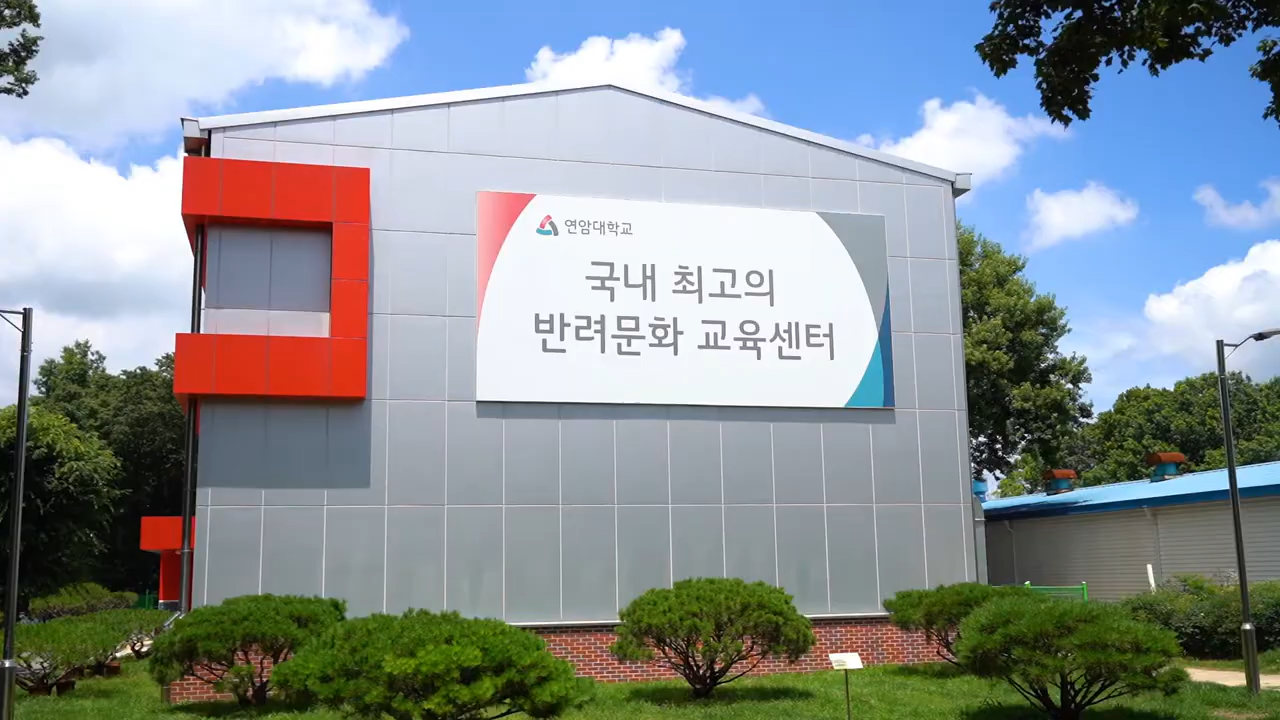 연암대학교
국내 최고의
반려문화 교육센터